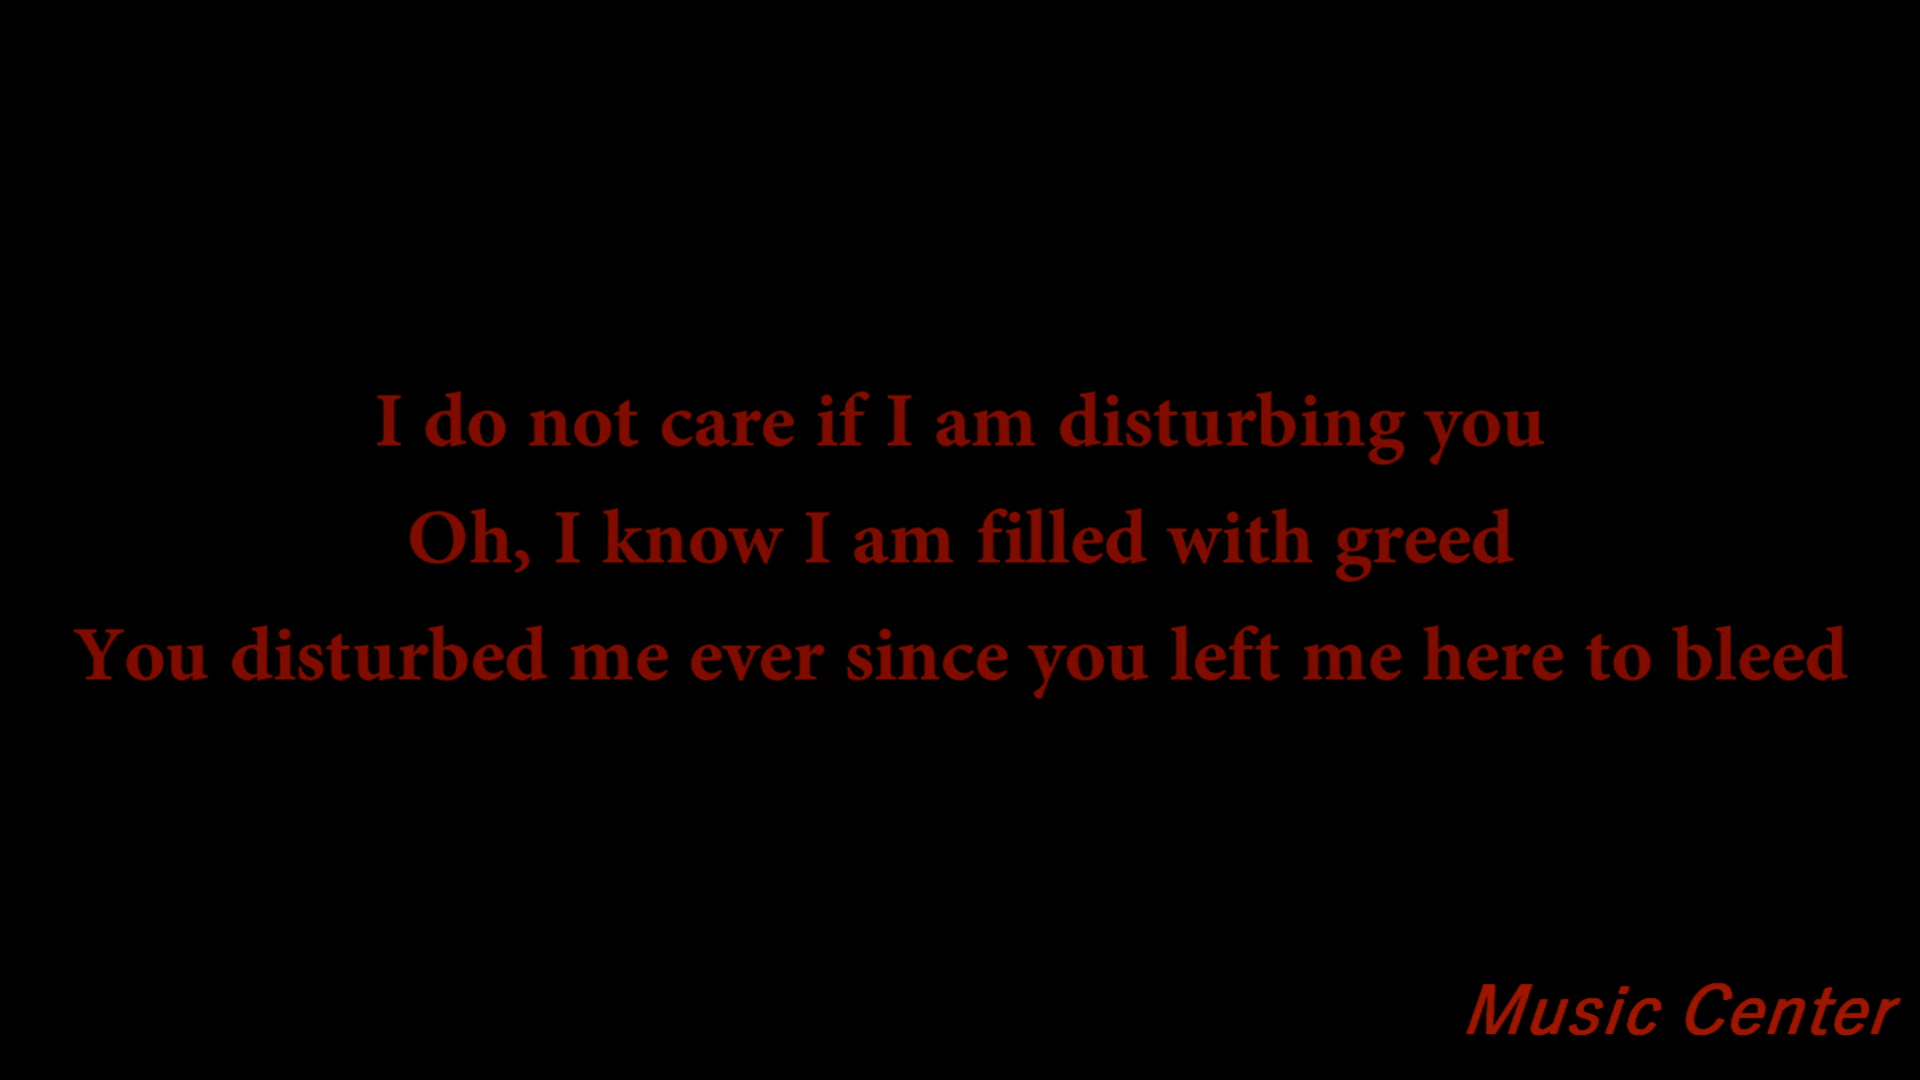 I do not care if I am disturbing you
Oh, I know I am filled with greed
You disturbed me ever since you left me here to bleed
Music Center